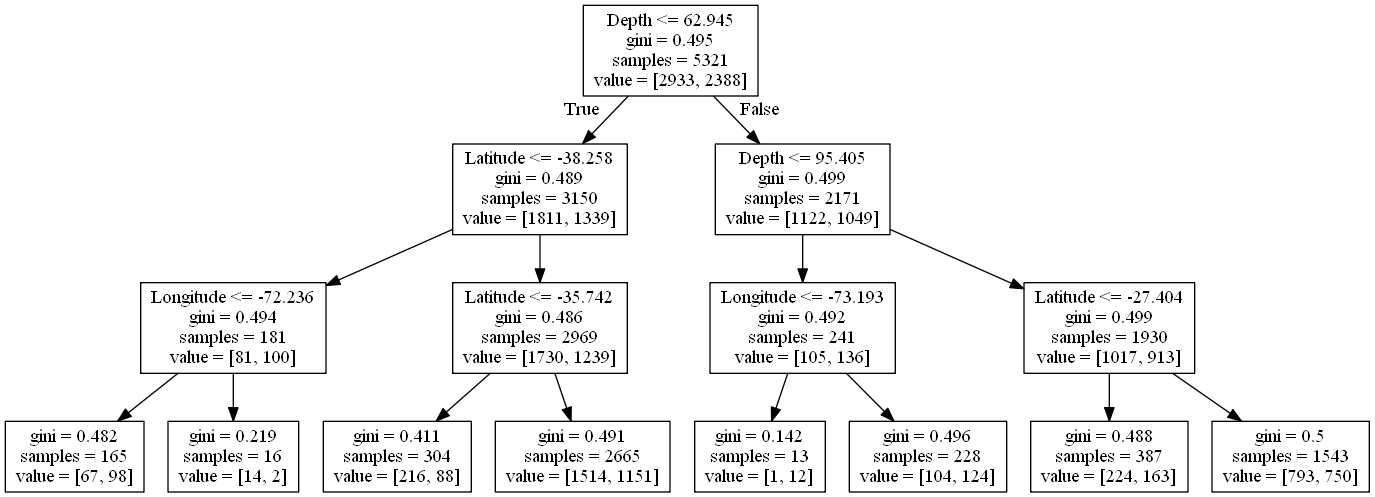 Depth <= 62.945
gini = 0.495
samples = 5321
value = [2933, 2388]
True
False
Latitude <= -38.258
gini = 0.489
samples = 3150
value = [1811, 1339]
Depth <= 95.405
gini = 0.499
samples = 2171
value = [1122, 1049]
Longitude <= -72.236
gini = 0.494
samples = 181
value = [81, 100]
Latitude <= -35.742
gini = 0.486
samples = 2969
value = [1730, 1239]
Longitude <= -73.193
gini = 0.492
samples = 241
value = [105, 136]
Latitude <= -27.404
gini = 0.499
samples = 1930
value = [1017, 913]
gini = 0.482
samples = 165
value = [67, 98]
gini = 0.219
samples = 16
value = [14, 2]
gini = 0.411
samples = 304
value = [216, 88]
gini = 0.491
samples = 2665
value = [1514, 1151]
gini = 0.142
samples = 13
value = [1, 12]
gini = 0.496
samples = 228
value = [104, 124]
gini = 0.488
samples = 387
value = [224, 163]
gini = 0.5
samples = 1543
value = [793, 750]